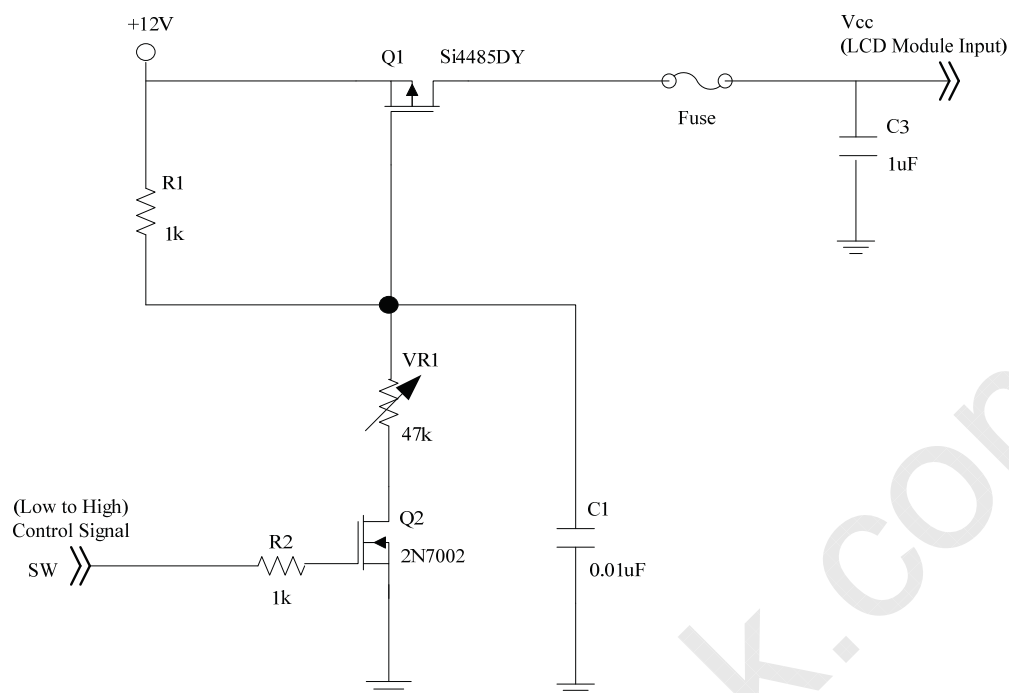 +12V
Q1
Si4485DY
Vcc
(LCD Module Input)
Fuse
C3
1uF
R1
1k
VR1
47k
(Low to High)
Control Signal
SW
R2
1k
Q2
2N7002
C1
0.01uF
k.com